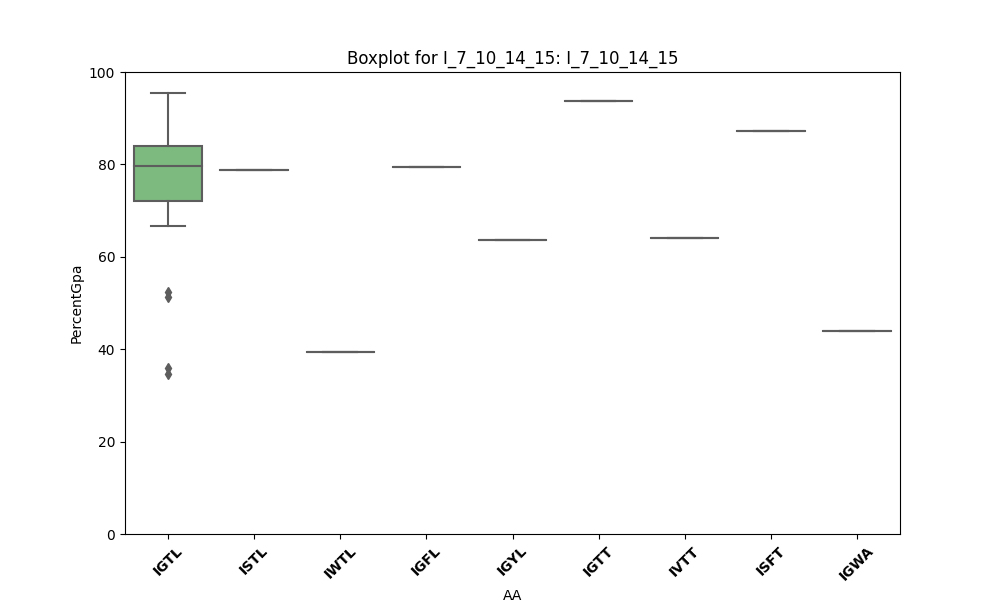 Boxplot for I_7_10_14_15: I_7_10_14_15
100
80
60
40
20
0
PercentGpa
IGTL
ISTL
IWTL
IGFL
IGYL
IGTT
IVTT
ISFT
IGWA
AA